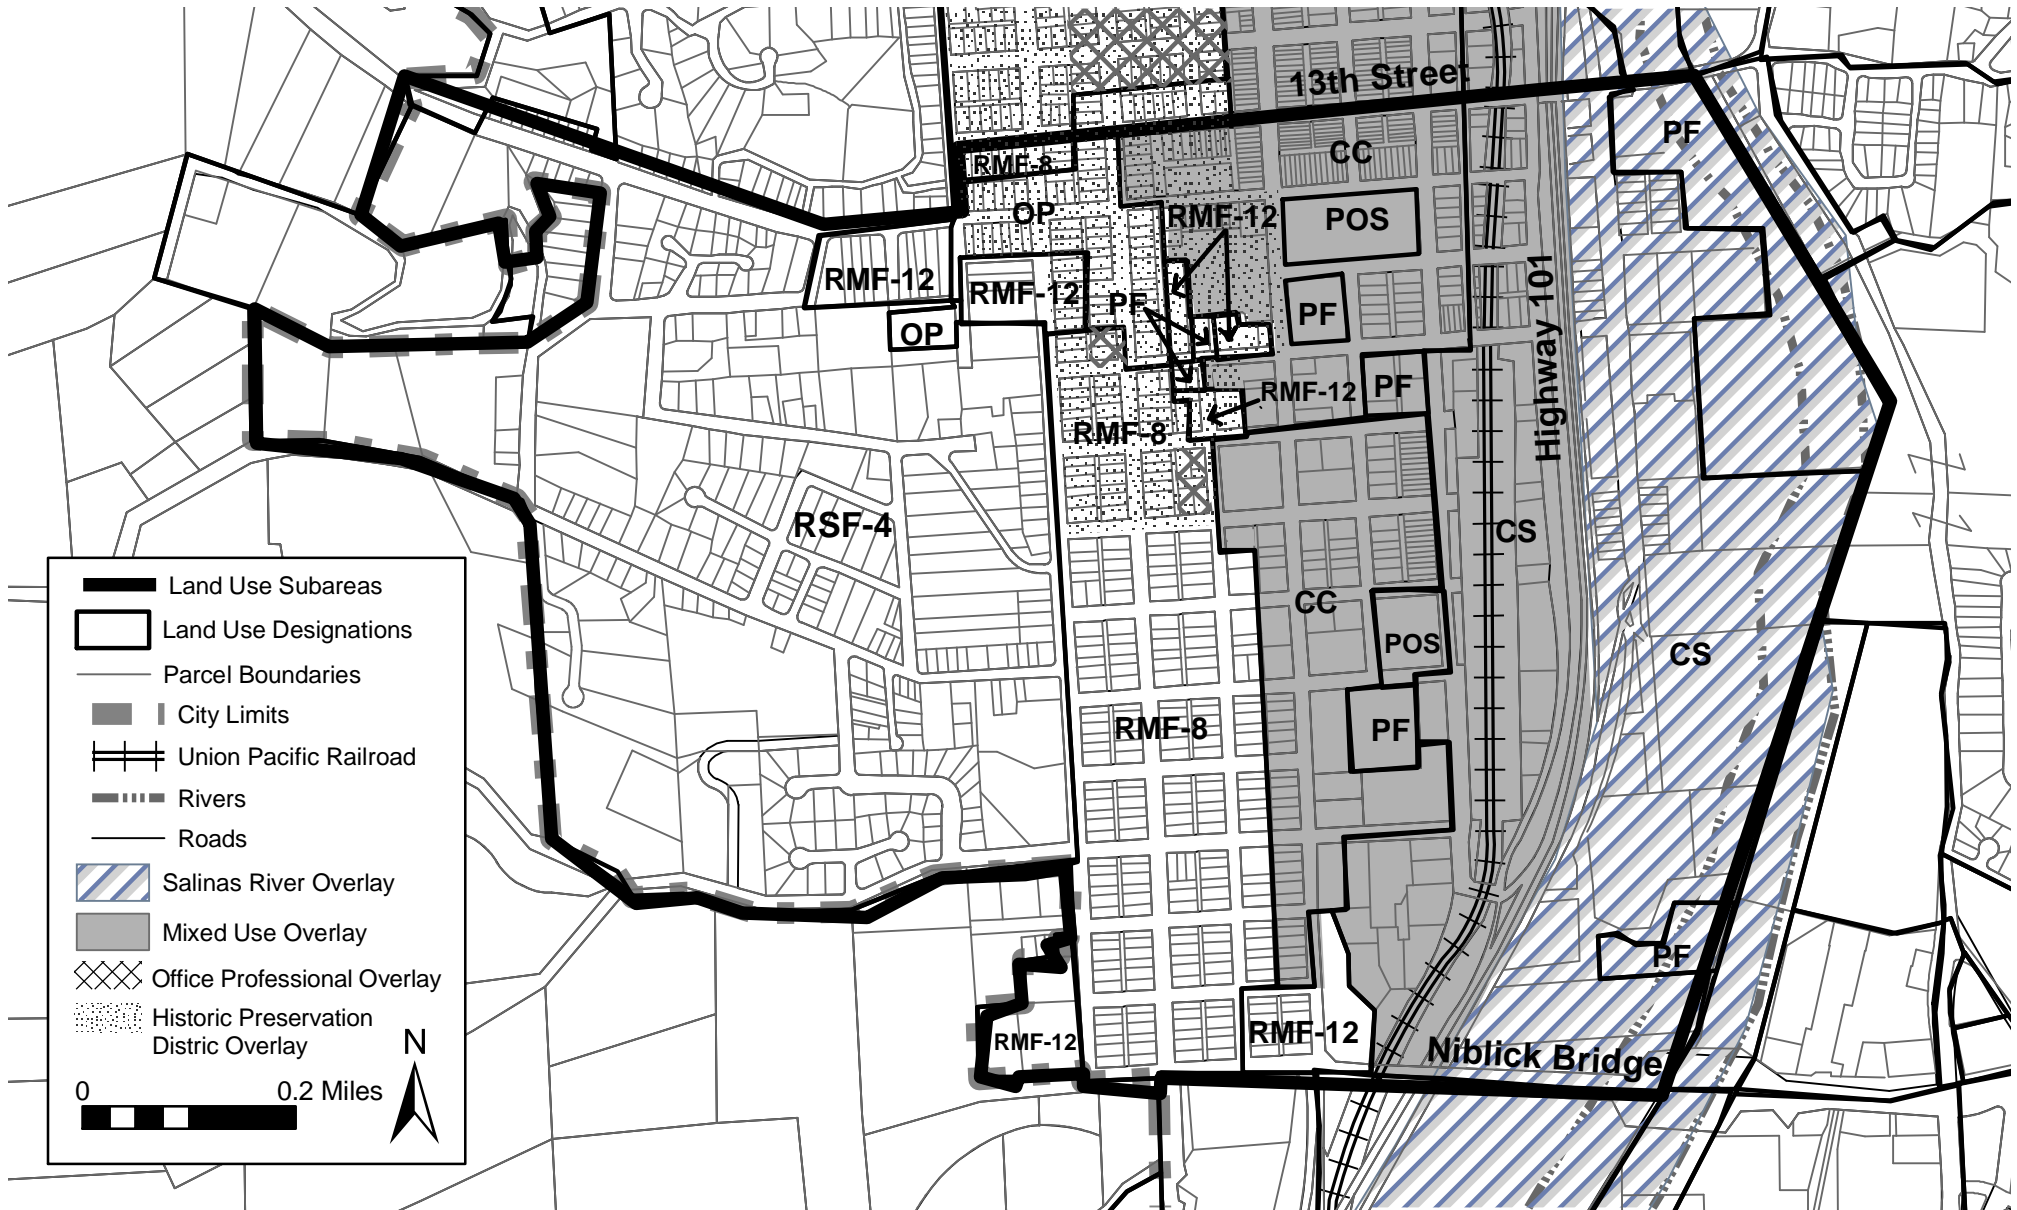 13th Street
PF
CC
RMF-8
OP
RMF-12
POS
RMF-12
RMF-12
PF
PF
OP
Highway 101
PF
RMF-12
RMF-8
RSF-4
CS
CC
POS
CS
RMF-8
PF
PF
RMF-12
RMF-12
Niblick Bridge
Land Use Subareas
Land Use Designations
Parcel Boundaries
City Limits
Union Pacific Railroad
Rivers
Roads
Salinas River Overlay
Mixed Use Overlay
Office Professional Overlay
Historic Preservation
Distric Overlay
N
0 0.2 Miles